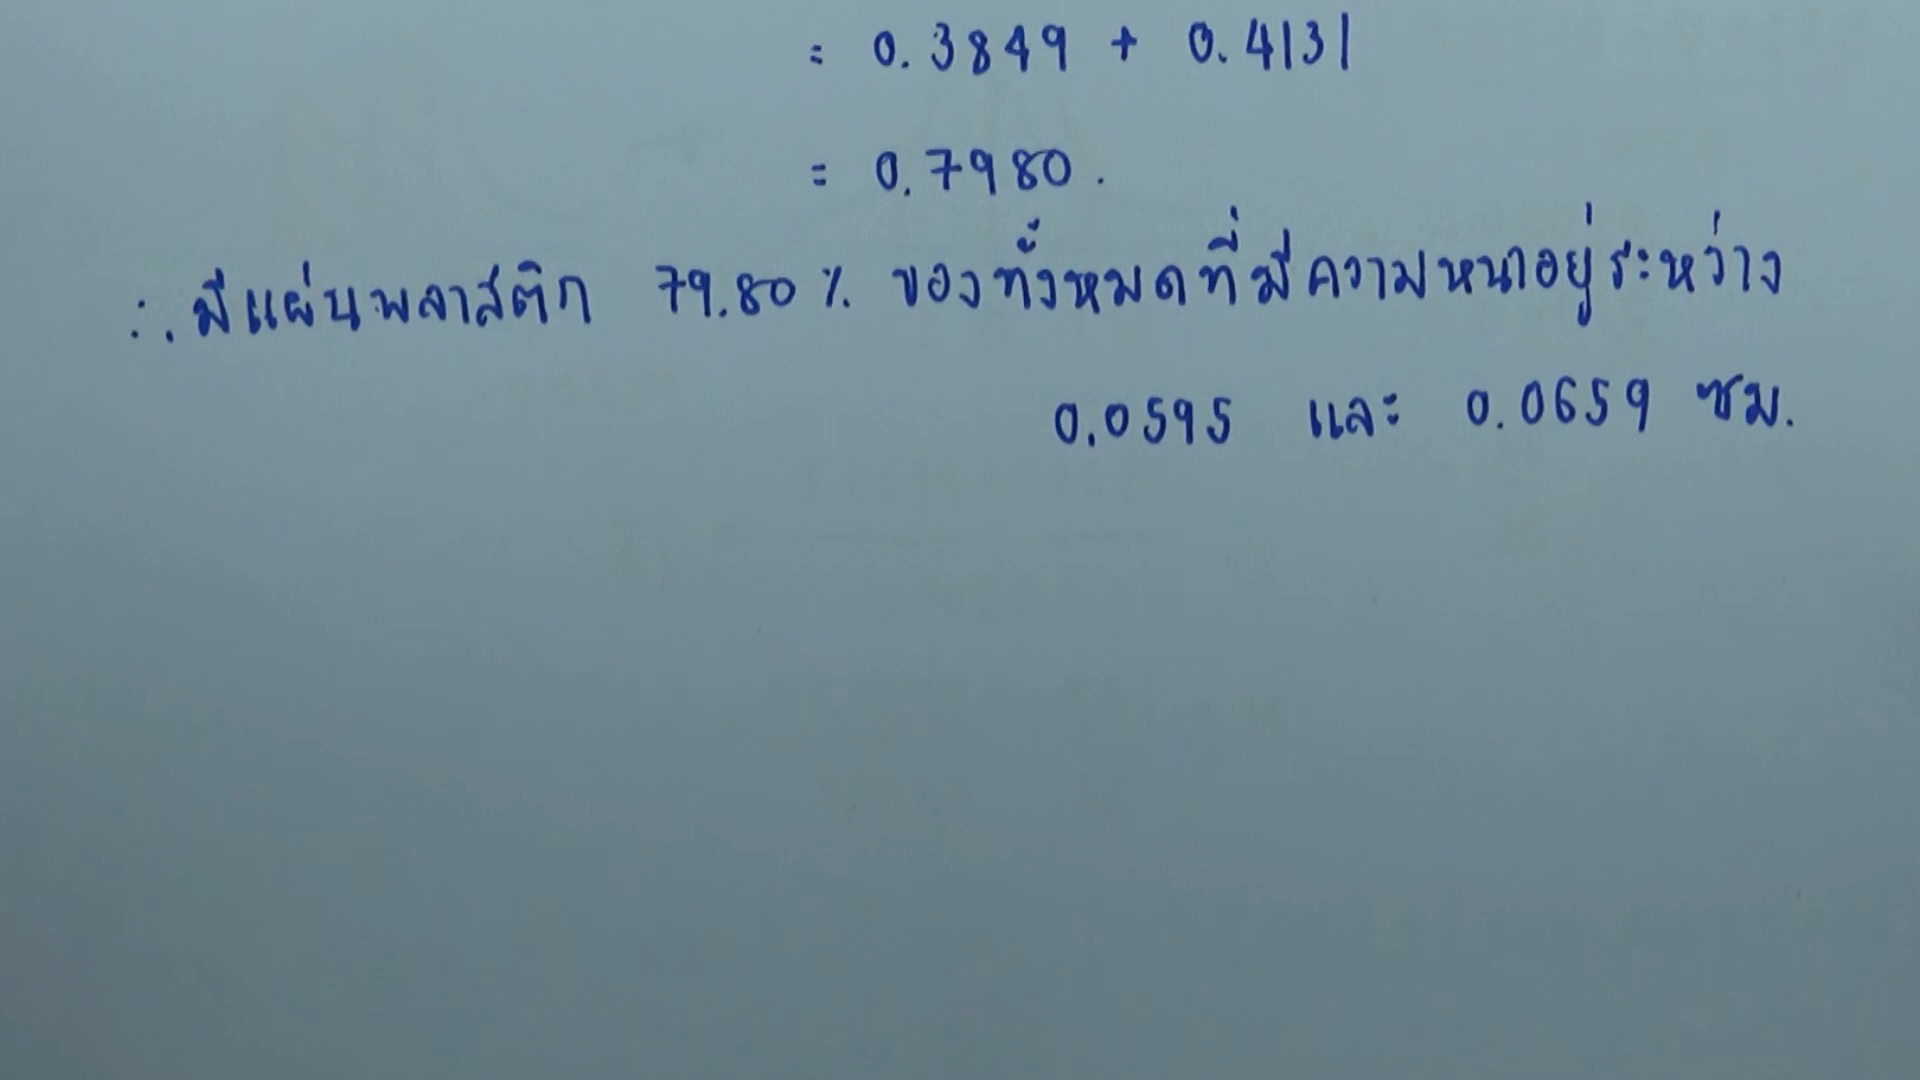 = 0.3849 + 0.4131
= 0.7980.
∴ มีแผ่นพลาสติก 79.80% ของทั้งหมดที่มีความหนาอยู่ระหว่าง
0.0595 และ 0.0659 ซม.